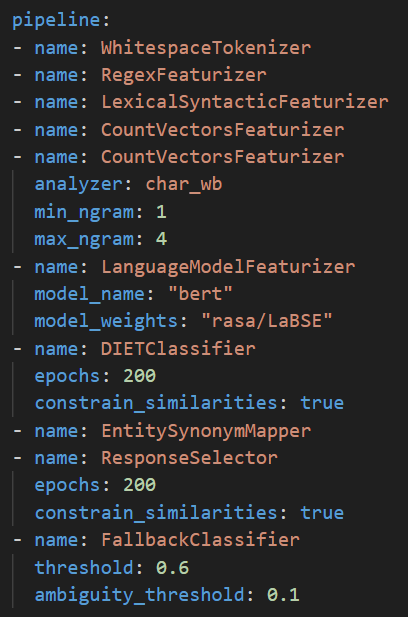 pipeline:
- name: WhitespaceTokenizer
- name: RegexFeaturizer
- name: LexicalSyntacticFeaturizer
- name: CountVectorsFeaturizer
- name: CountVectorsFeaturizer
  analyzer: char_wb
  min_ngram: 1
  max_ngram: 4
- name: LanguageModelFeaturizer
  model_name: "bert"
  model_weights: "rasa/LaBSE"
- name: DIETClassifier
  epochs: 200
  constrain_similarities: true
- name: EntitySynonymMapper
- name: ResponseSelector
  epochs: 200
  constrain_similarities: true
- name: FallbackClassifier
  threshold: 0.6
  ambiguity_threshold: 0.1